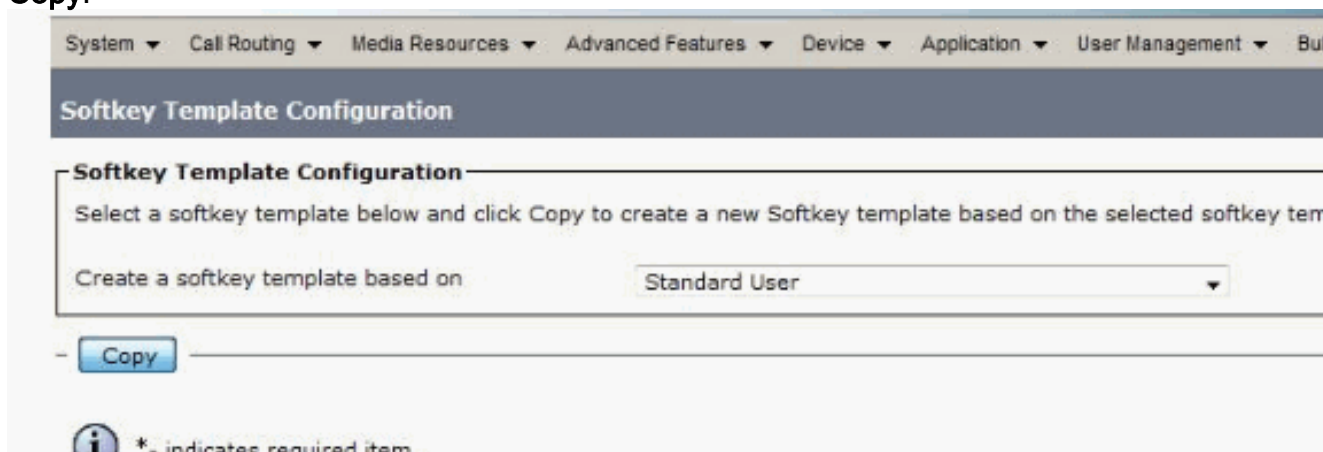 Copy.
System Call Routing Media Resources Advanced Features Device Application User Management
Softkey Template Configuration
Softkey Template Configuration
Select a softkey template below and click Copy to create a new Softkey template based on the selected softkey
Create a softkey template based on Standard User
Copy
*- indicates required item